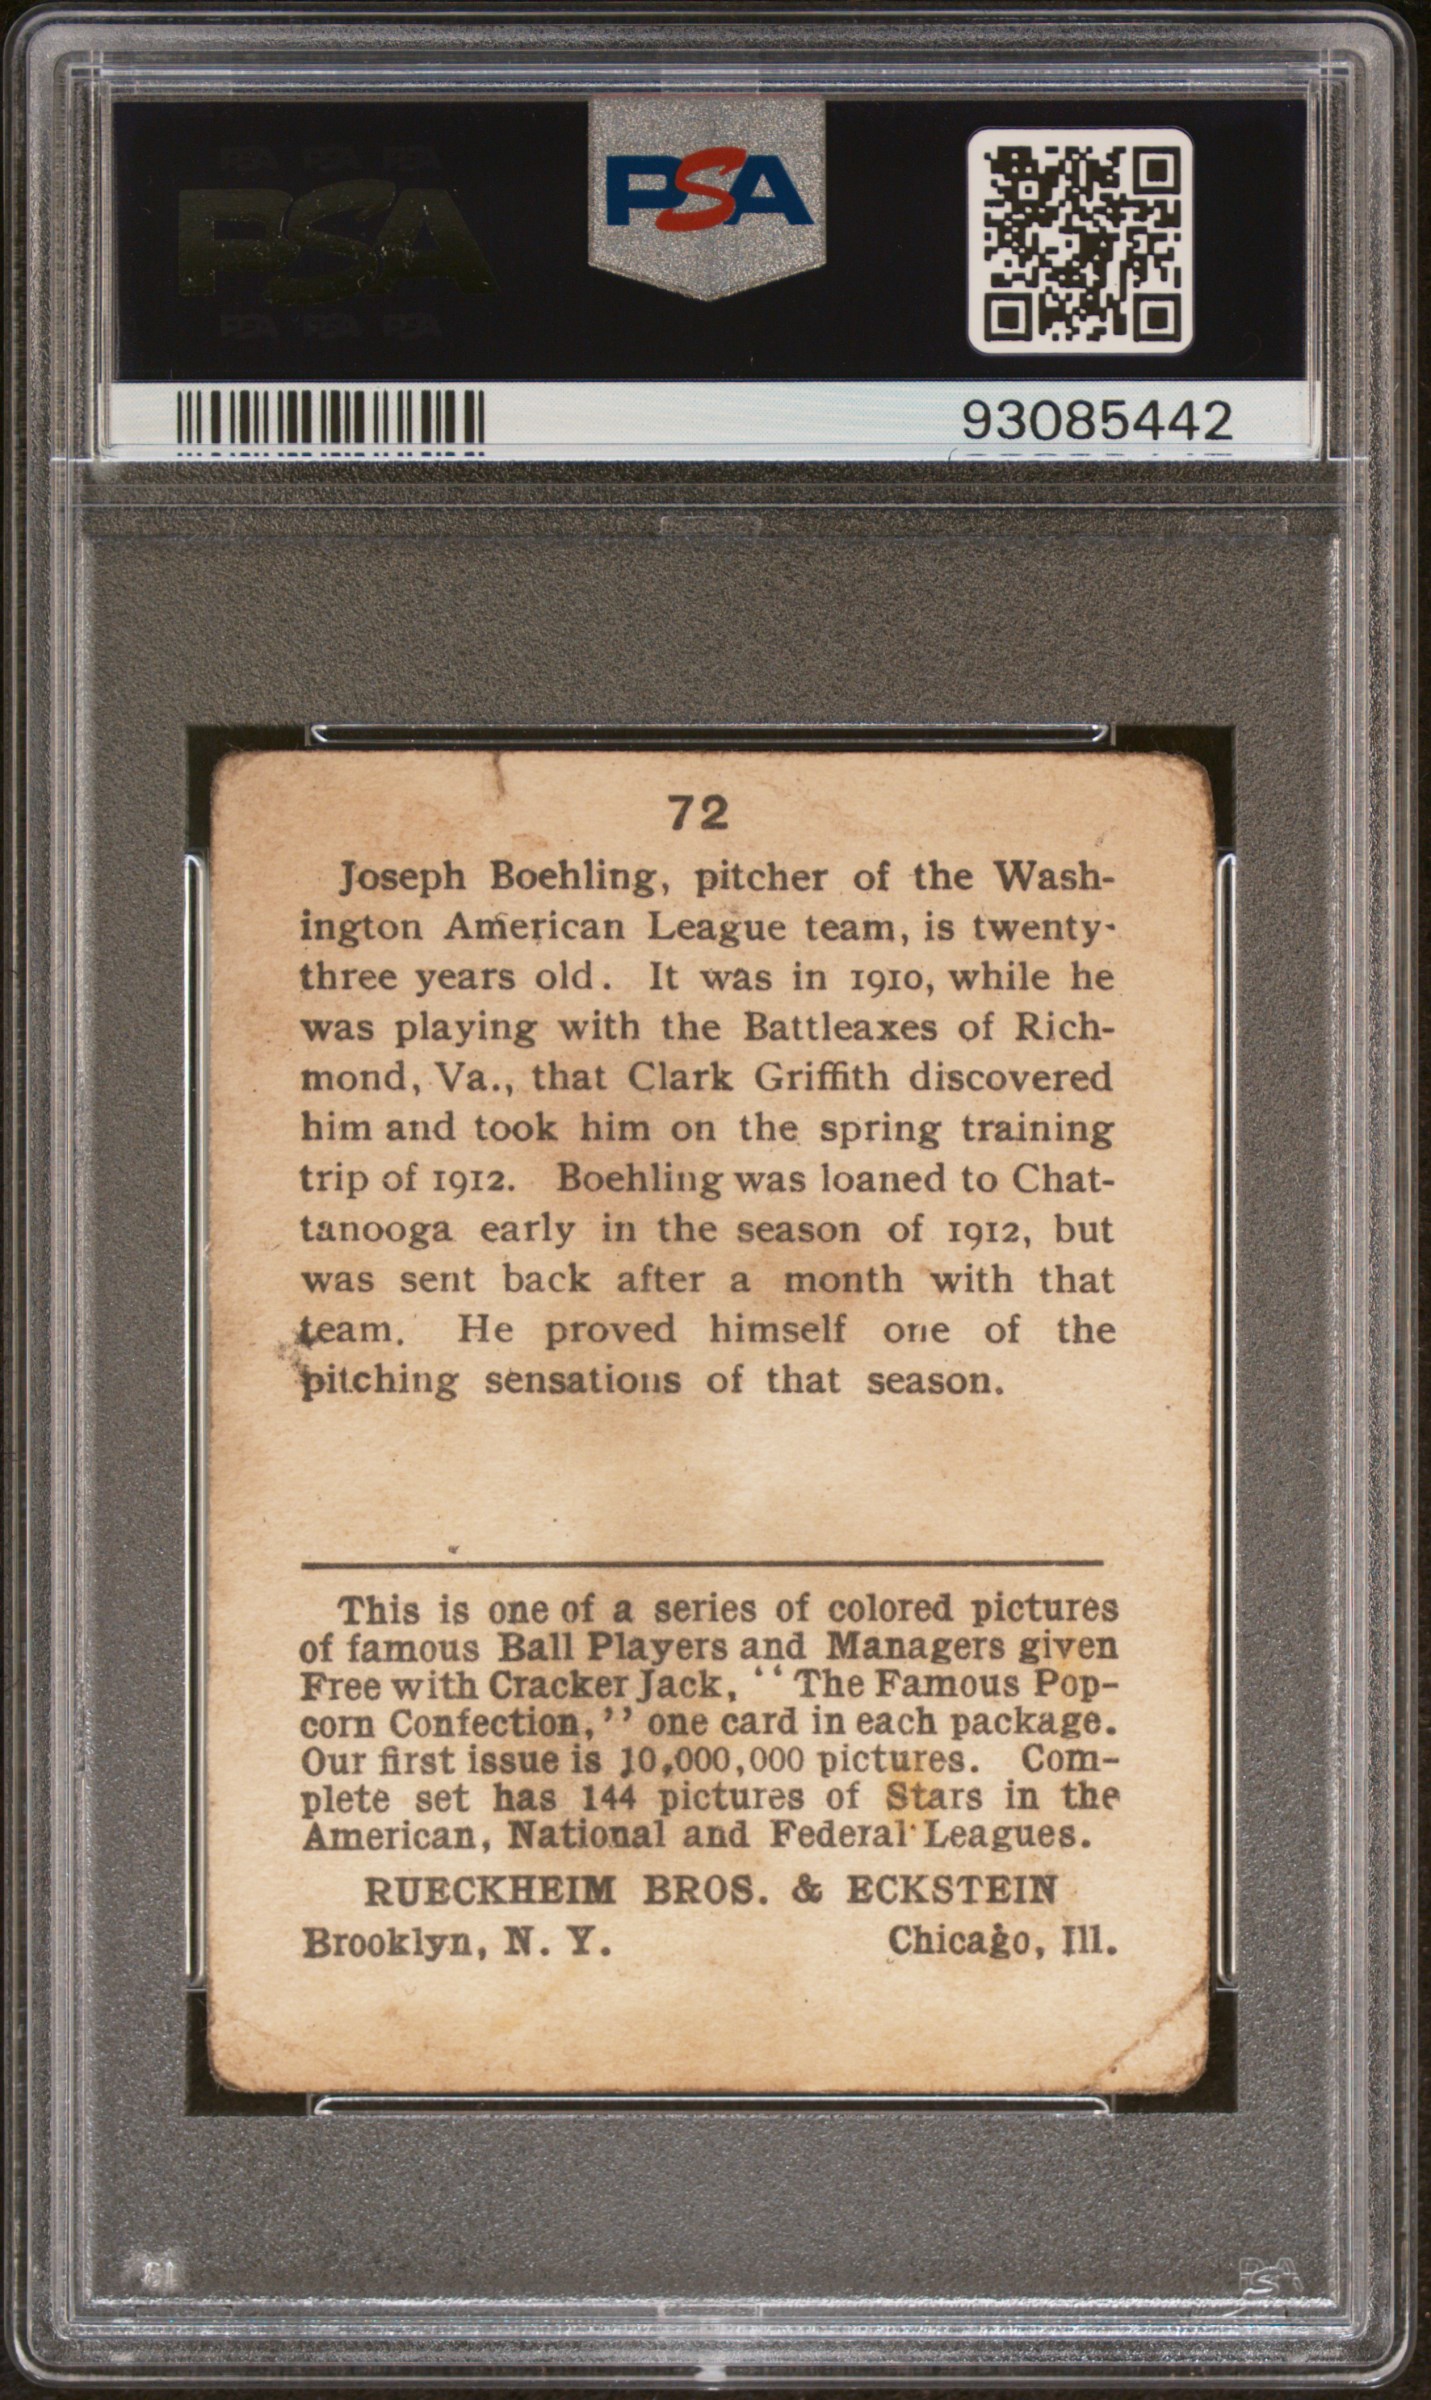 PSA PSA PSA
PSA
PSA PSA PSA
PSA
93085442
72
Joseph Boehling, pitcher of the Wash-
ington American League team, is twenty-
three years old. It was in 1910, while he
was playing with the Battleaxes of Rich-
mond, Va., that Clark Griffith discovered
him and took him on the spring training
trip of 1912. Boehling was loaned to Chat-
tanooga early in the season of 1912, but
was sent back after a month with that
team. He proved himself one of the
pitching sensations of that season.
This is one of a series of colored pictures
of famous Ball Players and Managers given
Free with Cracker Jack, "The Famous Pop-
corn Confection," one card in each package.
Our first issue is 10,000,000 pictures. Com-
plete set has 144 pictures of Stars in the
American, National and Federal Leagues.
RUECKHEIM BROS. & ECKSTEIN
Brooklyn, N. Y. Chicago, Ill.
PSA